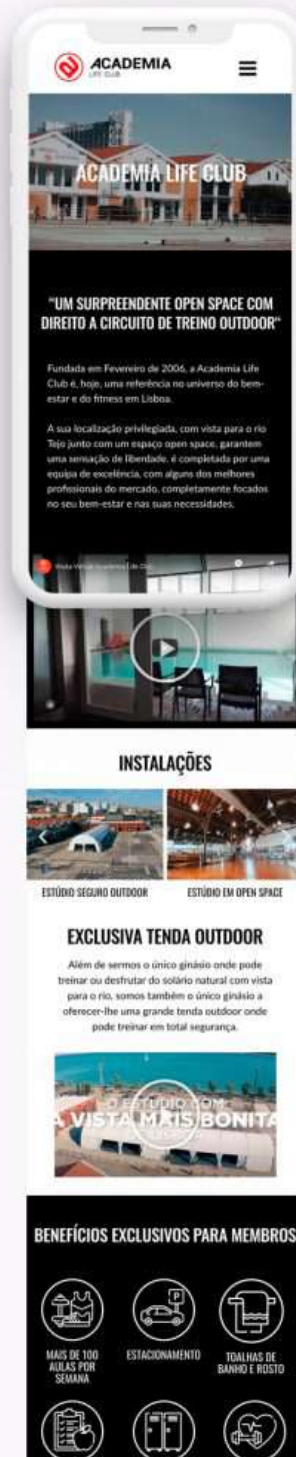 ACADEMIA
LIFE CLUB
ACADEMIA LIFE CLUB
"UM SURPREENDENTE OPEN SPACE COM
DIREITO A CIRCUITO DE TREINO OUTDOOR"
Fundada em Fevereiro de 2006, a Academia Life
Club é, hoje, uma referência no universo do bem-
estar e do fitness em Lisboa.
A sua localização privilegiada, com vista para o rio
Tejo junto com um espaço open space, garantem
uma sensação de liberdade, é completada por uma
equipa de excelência, com alguns dos melhores
profissionais do mercado, completamente focados
no seu bem-estar e nas suas necessidades.
Visita Virtual Academia Life Club
INSTALAÇÕES
ESTÚDIO SEGURO OUTDOOR
ESTÚDIO EM OPEN SPACE
EXCLUSIVA TENDA OUTDOOR
Além de sermos o único ginásio onde pode
treinar ou desfrutar do solário natural com vista
para o rio, somos também o único ginásio a
oferecer-lhe uma grande tenda outdoor onde
pode treinar em total segurança.
O ESTÚDIO COM
A VISTA MAIS BONITA
BENEFÍCIOS EXCLUSIVOS PARA MEMBROS
P
MAIS DE 100
AULAS POR
SEMANA
ESTACIONAMENTO
TOALHAS DE
BANHO E ROSTO